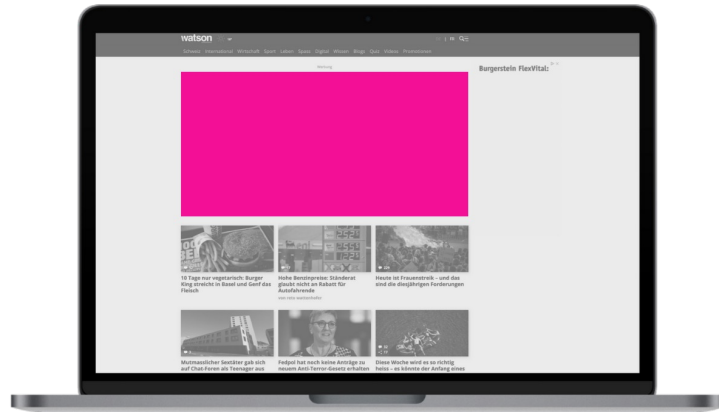 watson
Schweiz International Wirtschaft Sport Leben Spass Digital Wissen Blogs Quiz Videos Promotionen
Werbung
Burgerstein FlexVital:
10 Tage nur vegetarisch: Burger
King streicht in Basel und Genf das
Fleisch
Hohe Benzinpreise: Ständerat
glaubt nicht an Rabatt für
Autofahrende
Heute ist Frauenstreik – und das
sind die diesjährigen Forderungen
Mutmasslicher Sextäter gab sich
auf Chat-Foren als Teenager aus
Fedpol hat noch keine Anträge zu
neuem Anti-Terror-Gesetz erhalten
Diese Woche wird es so richtig
heiss – es könnte der Anfang eines